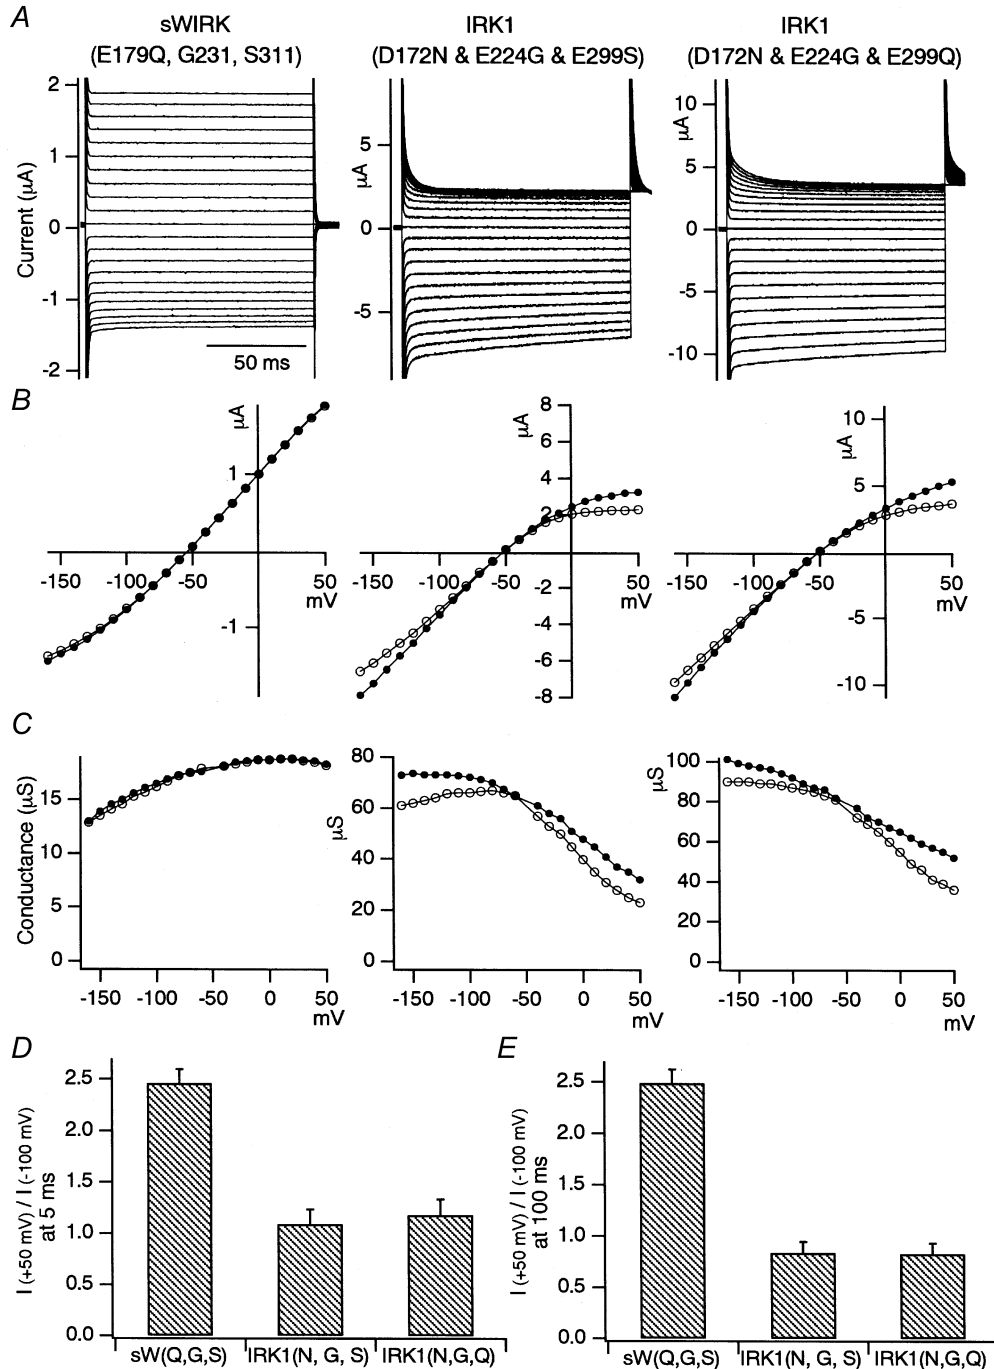 A
sWIRK
(E179Q, G231, S311)
IRK1
(D172N & E224G & E299S)
IRK1
(D172N & E224G & E299Q)
Current (µA)
2
1
0
-1
-2
50 ms
µA
5
0
-5
µA
10
5
0
-5
-10
B
µA
1
-1
-150 -100 -50 50
mV
µA
8
6
4
2
-2
-4
-6
-8
-150 -100 -50 50
mV
µA
10
5
-5
-10
-150 -100 -50 50
mV
C
Conductance (µS)
15
10
5
0
-150 -100 -50 0 50
mV
µS
80
60
40
20
0
-150 -100 -50 0 50
mV
µS
100
80
60
40
20
0
-150 -100 -50 0 50
mV
D
I (+50 mV) / I (-100 mV)
at 5 ms
2.5
2.0
1.5
1.0
0.5
0.0
sW(Q,G,S) IRK1(N, G, S) IRK1(N,G,Q)
E
I (+50 mV) / I (-100 mV)
at 100 ms
2.5
2.0
1.5
1.0
0.5
0.0
sW(Q,G,S) IRK1(N, G, S) IRK1(N,G,Q)